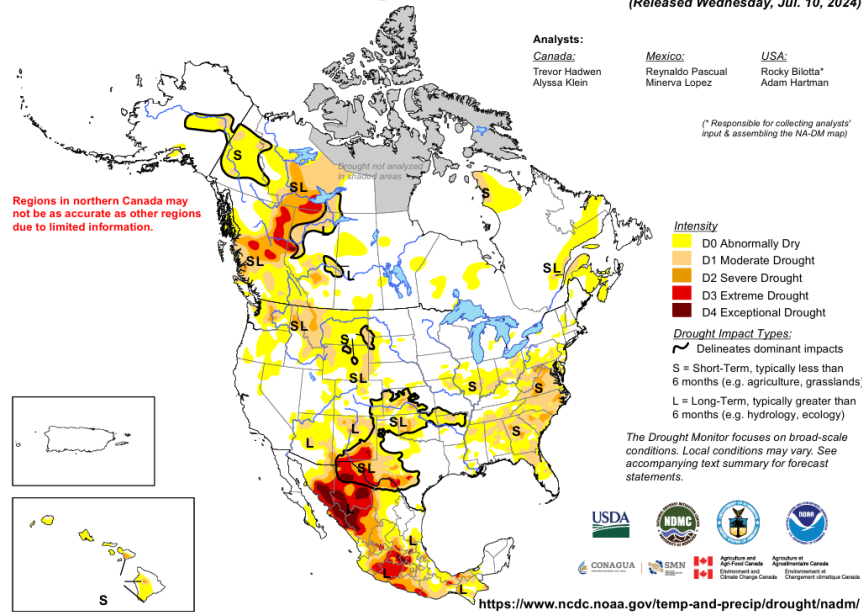 (Released Wednesday, Jul. 10, 2024)
Analysts:
Canada:
Trevor Hadwen
Alyssa Klein
Mexico:
Reynaldo Pascual
Minerva Lopez
USA:
Rocky Bilotta*
Adam Hartman
(* Responsible for collecting analysts'
input & assembling the NA-DM map)
Drought not analyzed
in shaded areas
Regions in northern Canada may
not be as accurate as other regions
due to limited information.
S
SL
L
SL
L
SL
S
SL
S
SL
S
S
S
L
L
SL
S
SL
L
L
L
S
Intensity
D0 Abnormally Dry
D1 Moderate Drought
D2 Severe Drought
D3 Extreme Drought
D4 Exceptional Drought
Drought Impact Types:
Delineates dominant impacts
S = Short-Term, typically less than
6 months (e.g. agriculture, grasslands)
L = Long-Term, typically greater than
6 months (e.g. hydrology, ecology)
The Drought Monitor focuses on broad-scale
conditions. Local conditions may vary. See
accompanying text summary for forecast
statements.
USDA
NDMC
NOAA
CONAGUA
SMN
Agriculture and
Agri-Food Canada
Agriculture et
Agroalimentaire Canada
Environment and
Climate Change Canada
Environnement et
Changement climatique Canada
https://www.ncdc.noaa.gov/temp-and-precip/drought/nadm/